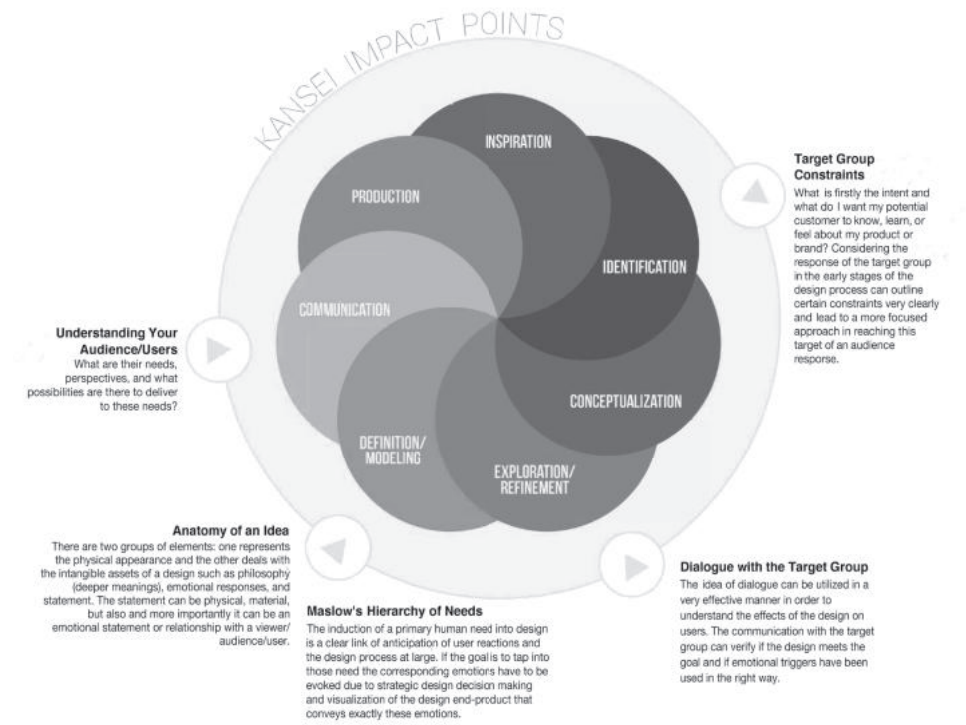 KANSEI IMPACT POINTS
INSPIRATION
PRODUCTION
IDENTIFICATION
COMMUNICATION
CONCEPTUALIZATION
DEFINITION/
MODELING
EXPLORATION/
REFINEMENT
Target Group
Constraints
What is firstly the intent and
what do I want my potential
customer to know, learn, or
feel about my product or
brand? Considering the
response of the target group
in the early stages of the
design process can outline
certain constraints very clearly
and lead to a more focused
approach in reaching this
target of an audience
response.
Understanding Your
Audience/Users
What are their needs,
perspectives, and what
possibilities are there to deliver
to these needs?
Anatomy of an Idea
There are two groups of elements: one represents
the physical appearance and the other deals with
the intangible assets of a design such as philosophy
(deeper meanings), emotional responses, and
statement. The statement can be physical, material,
but also and more importantly it can be an
emotional statement or relationship with a viewer/
audience/user.
Maslow's Hierarchy of Needs
The induction of a primary human need into design
is a clear link of anticipation of user reactions and
the design process at large. If the goal is to tap into
those need the corresponding emotions have to be
evoked due to strategic design decision making
and visualization of the design end-product that
conveys exactly these emotions.
Dialogue with the Target Group
The idea of dialogue can be utilized in a
very effective manner in order to
understand the effects of the design on
users. The communication with the target
group can verify if the design meets the
goal and if emotional triggers have been
used in the right way.